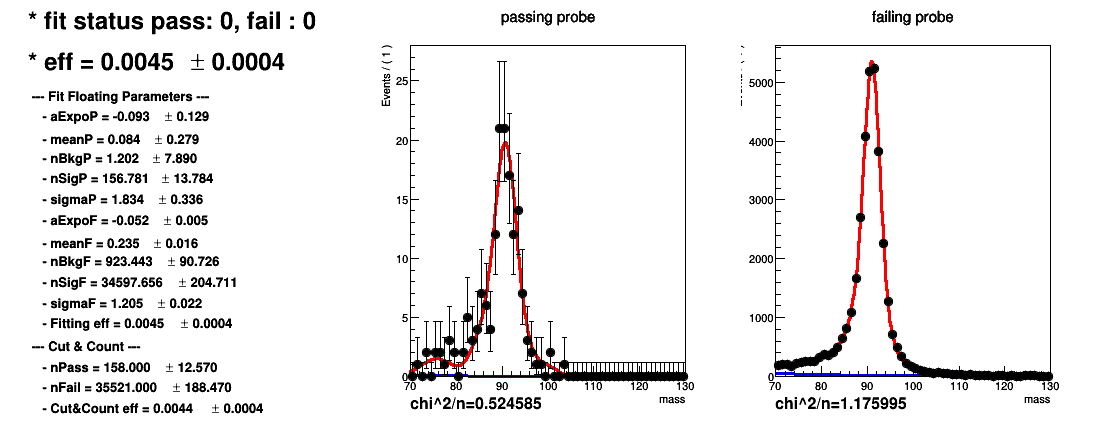 * fit status pass: 0, fail : 0
* eff = 0.0045 ± 0.0004
--- Fit Floating Parameters ---
- aExpoP = -0.093 ± 0.129
- meanP = 0.084 ± 0.279
- nBkgP = 1.202 ± 7.890
- nSigP = 156.781 ± 13.784
- sigmaP = 1.834 ± 0.336
- aExpoF = -0.052 ± 0.005
- meanF = 0.235 ± 0.016
- nBkgF = 923.443 ± 90.726
- nSigF = 34597.656 ± 204.711
- sigmaF = 1.205 ± 0.022
- Fitting eff = 0.0045 ± 0.0004
--- Cut & Count ---
- nPass = 158.000 ± 12.570
- nFail = 35521.000 ± 188.470
- Cut&Count eff = 0.0044 ± 0.0004
passing probe
Events / ( 1 )
25
20
15
10
5
0
70 80 90 100 110 120 130
mass
chi^2/n=0.524585
failing probe
5000
4000
3000
2000
1000
0
70 80 90 100 110 120 130
mass
chi^2/n=1.175995